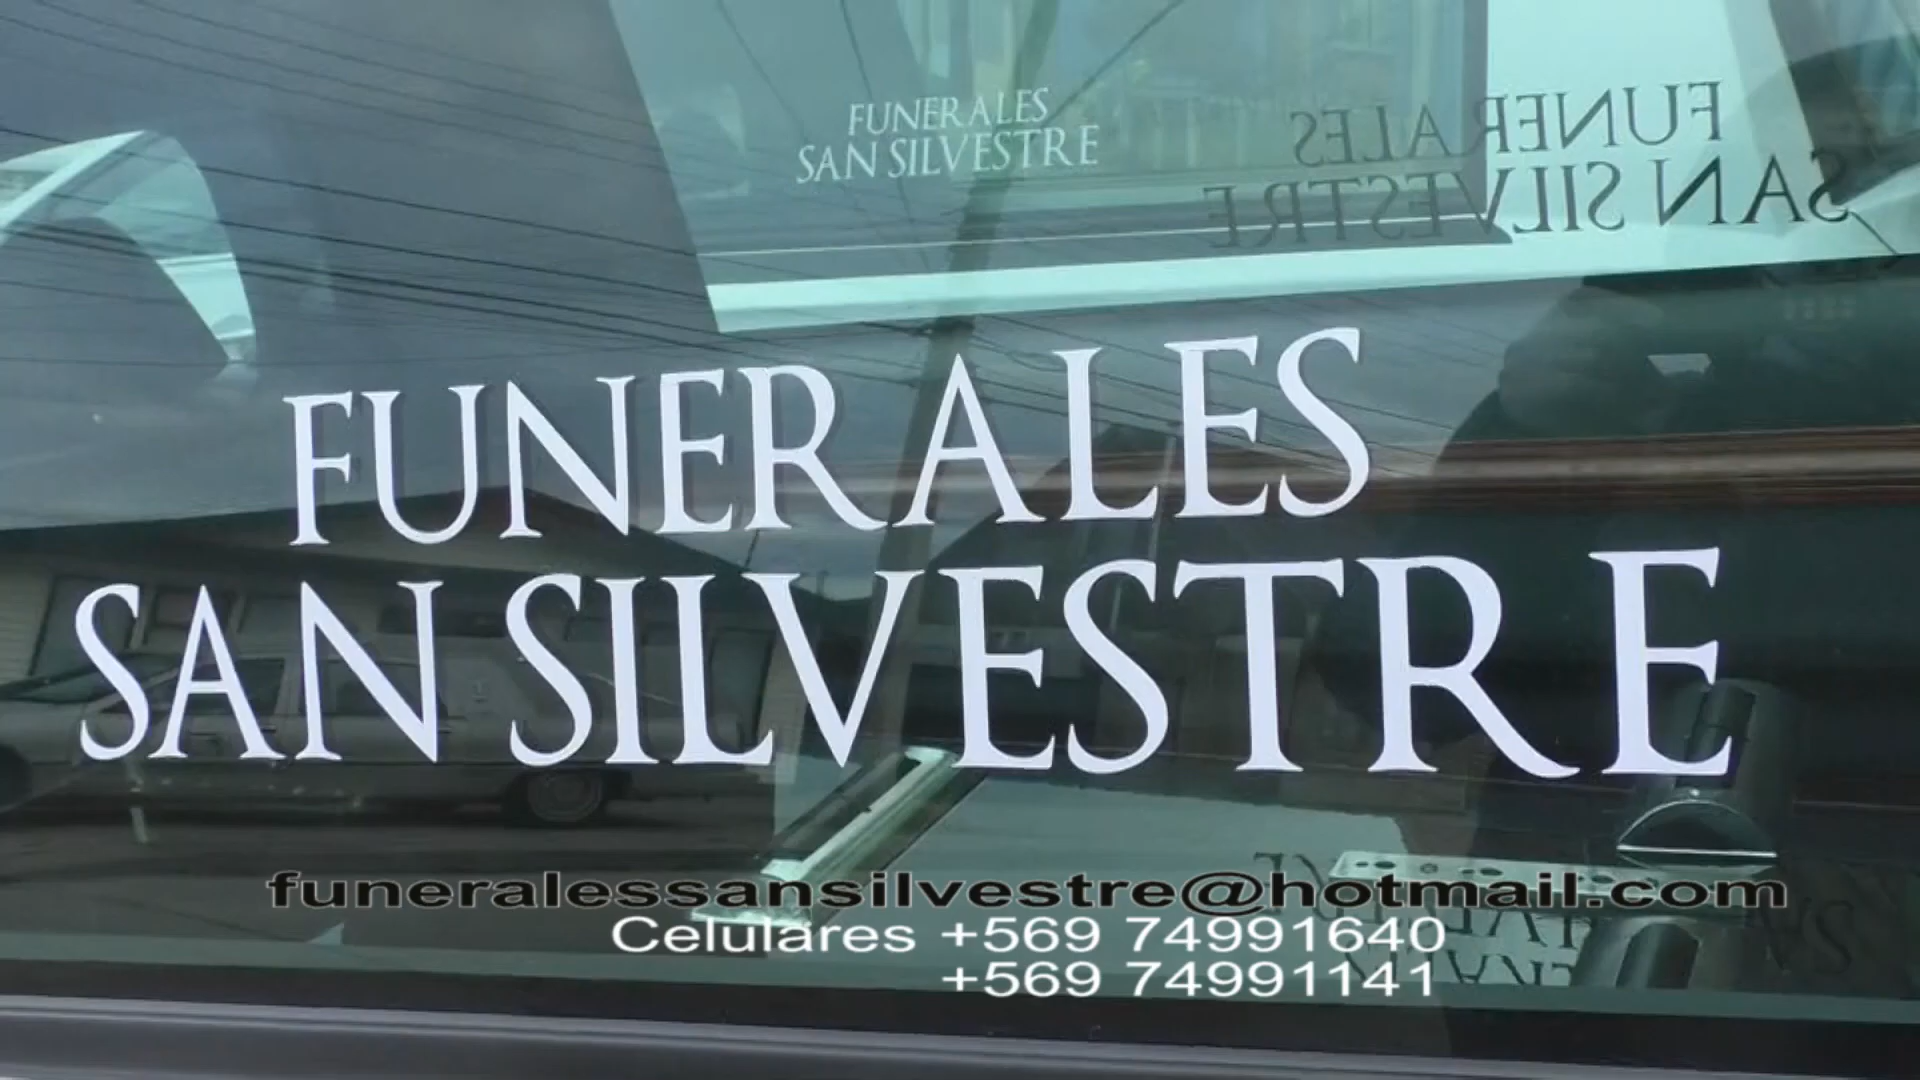 FUNERALES
SAN SILVESTRE
FUNERALES
SAN SILVESTRE
FUNERALES
SAN SILVESTRE
funeralessansilvestre@hotmail.com
Celulares +569 74991640
+569 74991141